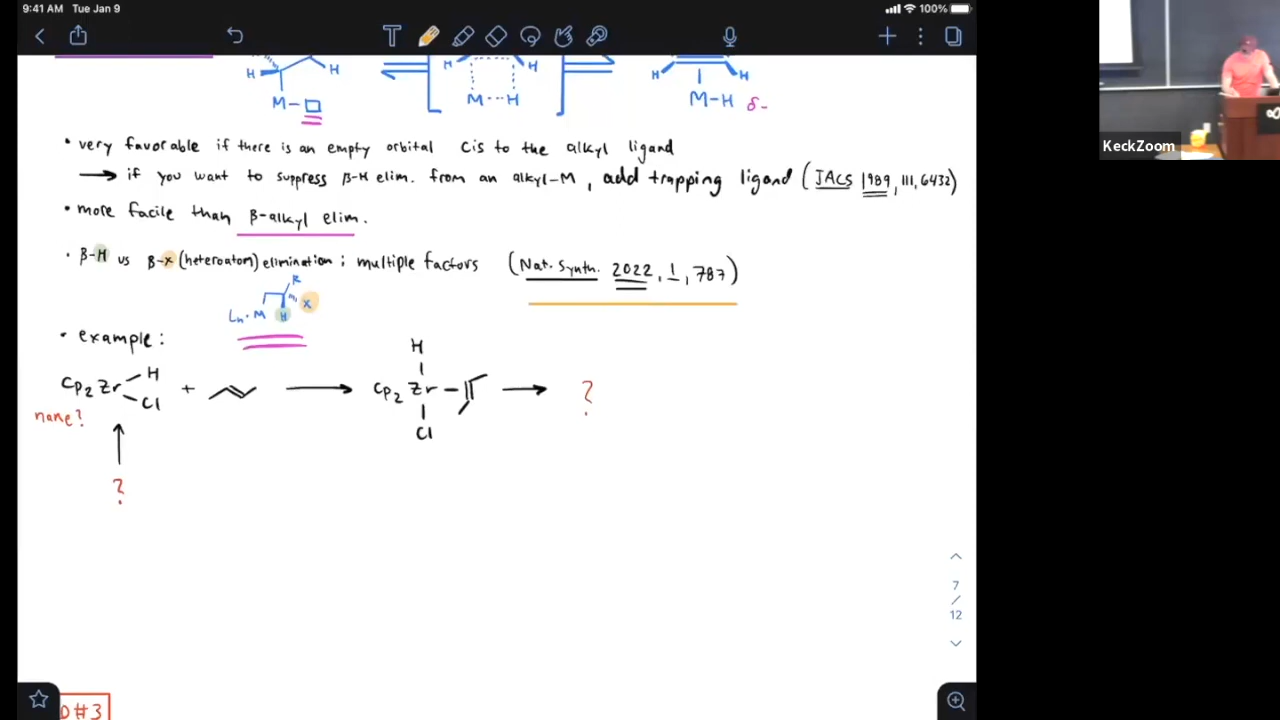 9:41 AM Tue Jan 9
100%
H
H
H
H
H
H
M-□
M···H
M-H δ-
• very favorable if there is an empty orbital cis to the alkyl ligand
→ if you want to suppress β-H elim. from an alkyl-M, add trapping ligand (JACS 1989, 111, 6432)
• more facile than β-alkyl elim.
• β-H vs β-X (heteroatom) elimination: multiple factors (Nat. Synth. 2022, 1, 787)
R
X
Ln·M H
• example:
H
Cp2Zr H + → Cp2Zr → ?
Cl
name?
Cl
?
7
/
12
D#3
KeckZoom